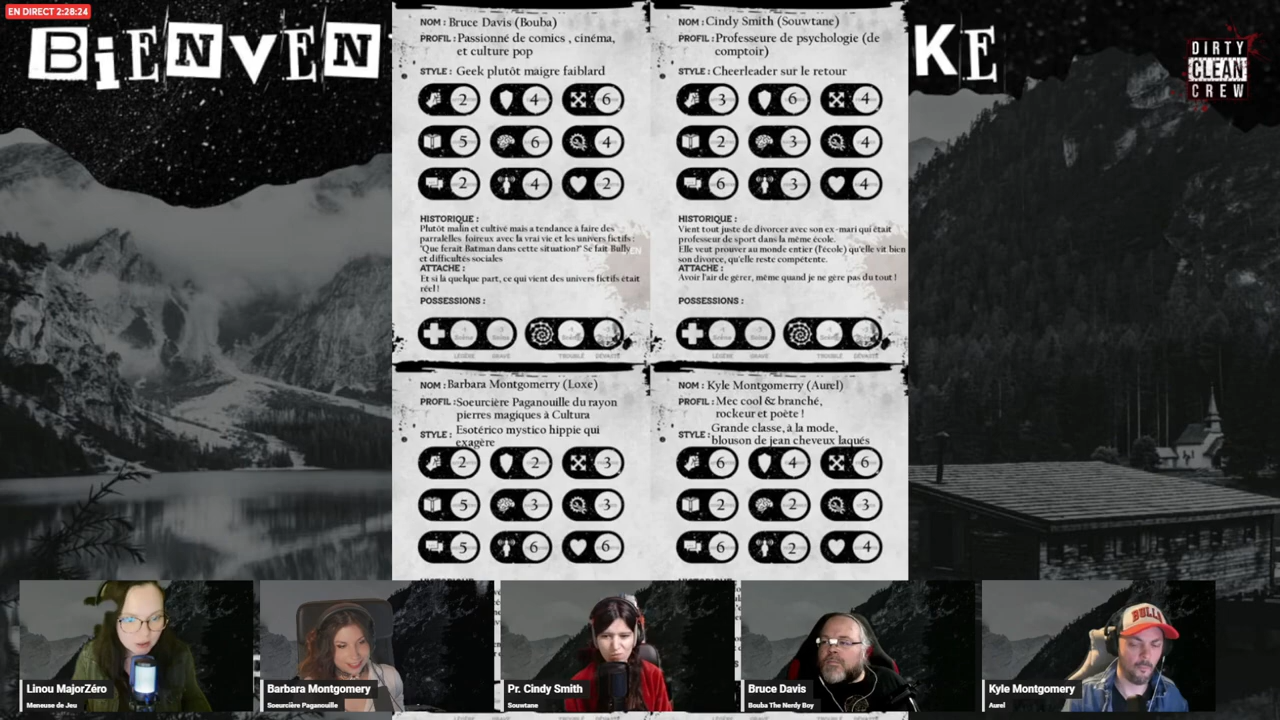 EN DIRECT 2:28:24
BiENVEN
KE
DIRTY
CLEAN
CREW
NOM : Bruce Davis (Bouba)
PROFIL : Passionné de comics , cinéma,
et culture pop
STYLE : Geek plutôt maigre faiblard
2 4 6
5 6 4
2 4 2
HISTORIQUE :
Plutôt malin et cultivé mais a tendance à faire des
parralelles foireux avec la vrai vie et les univers fictifs :
"Que ferait Batman dans cette situation?" Se fait Bully
et difficultés sociales
ATTACHE :
Et si là quelque part, ce qui vient des univers fictifs était
réel !
POSSESSIONS :
LÉGÈRE GRAVE TROUBLÉ DÉVASTÉ
NOM : Cindy Smith (Souwtane)
PROFIL : Professeure de psychologie (de
comptoir)
STYLE : Cheerleader sur le retour
3 6 4
2 3 4
6 3 4
HISTORIQUE :
Vient tout juste de divorcer avec son ex-mari qui était
professeur de sport dans la même école.
Elle veut prouver au monde entier (l'école) qu'elle vit bien
son divorce, qu'elle reste compétente.
ATTACHE :
Avoir l'air de gérer, même quand je ne gère pas du tout !
POSSESSIONS :
LÉGÈRE GRAVE TROUBLÉ DÉVASTÉ
NOM : Barbara Montgomerry (Loxe)
PROFIL : Soeurcière Paganouille du rayon
pierres magiques à Cultura
STYLE : Esotérico mystico hippie qui
exagère
2 2 3
5 3 3
5 6 6
NOM : Kyle Montgomerry (Aurel)
PROFIL : Mec cool & branché,
rockeur et poète !
STYLE : Grande classe, à la mode,
blouson de jean cheveux laqués
6 4 6
2 2 3
6 2 4
Linou MajorZéro
Meneuse de Jeu
Barbara Montgomery
Soeurcière Paganouille
Pr. Cindy Smith
Souwtane
Bruce Davis
Bouba The Nerdy Boy
BULLS
Kyle Montgomery
Aurel